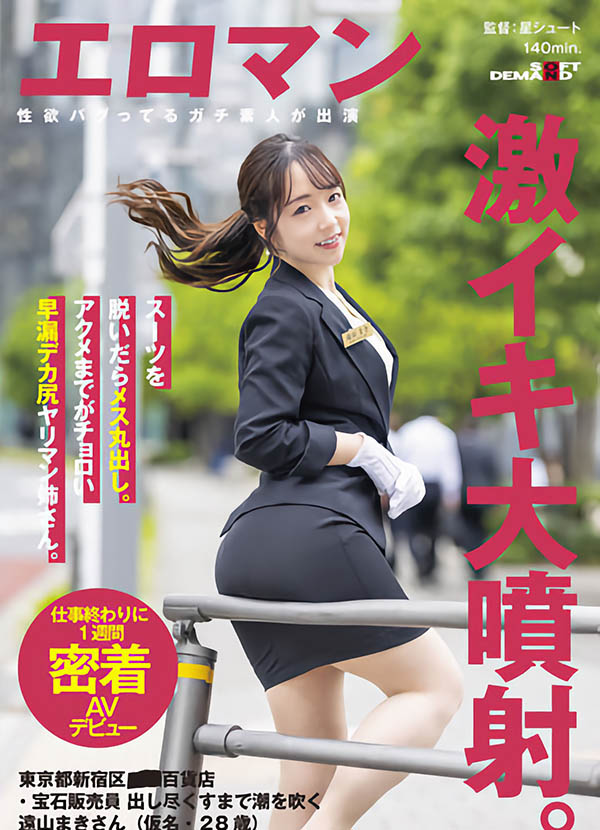 エロマン
性欲バグってるガチ素人が出演
監督：星シュート
140min.
SOFT
ON
DEMAND
激イキ大噴射。
スーツを
脱いだらメス丸出し。
アクメまでがチョロい
早漏デカ尻ヤリマン姉さん。
仕事終わりに
1週間
密着
AV
デビュー
東京都新宿区
百貨店
・宝石販売員 出し尽くすまで潮を吹く
遠山まきさん（仮名・28歳）